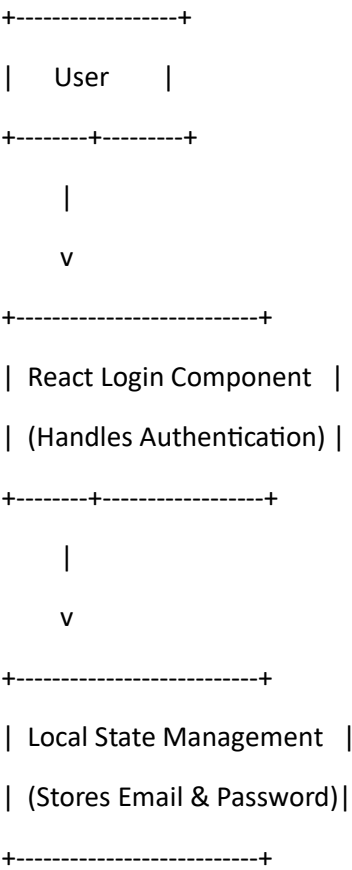 +------------------+
|     User       |
+--------+---------+
         |
         v
+---------------------------+
|  React Login Component   |
|  (Handles Authentication) |
+--------+------------------+
         |
         v
+---------------------------+
|  Local State Management   |
|  (Stores Email & Password)|
+---------------------------+